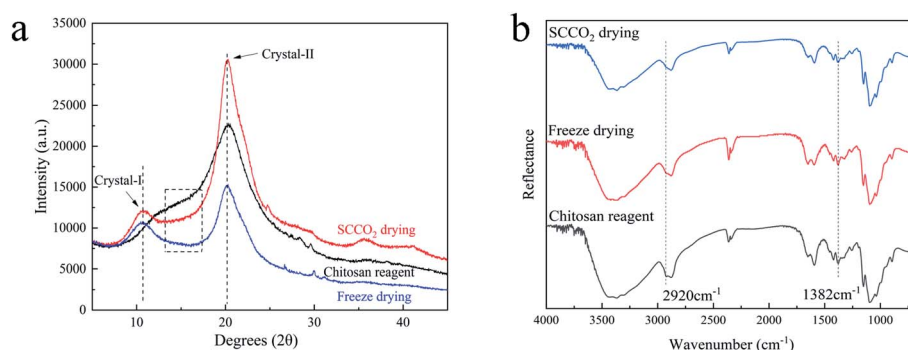 a
35000
30000
25000
20000
15000
10000
5000
0
Intensity (a.u.)
Crystal-I
Crystal-II
SCCO₂ drying
Chitosan reagent
Freeze drying
10 20 30 40
Degrees (2θ)
b
SCCO₂ drying
Freeze drying
Chitosan reagent
Reflectance
2920cm⁻¹ 1382cm⁻¹
4000 3500 3000 2500 2000 1500 1000
Wavenumber (cm⁻¹)